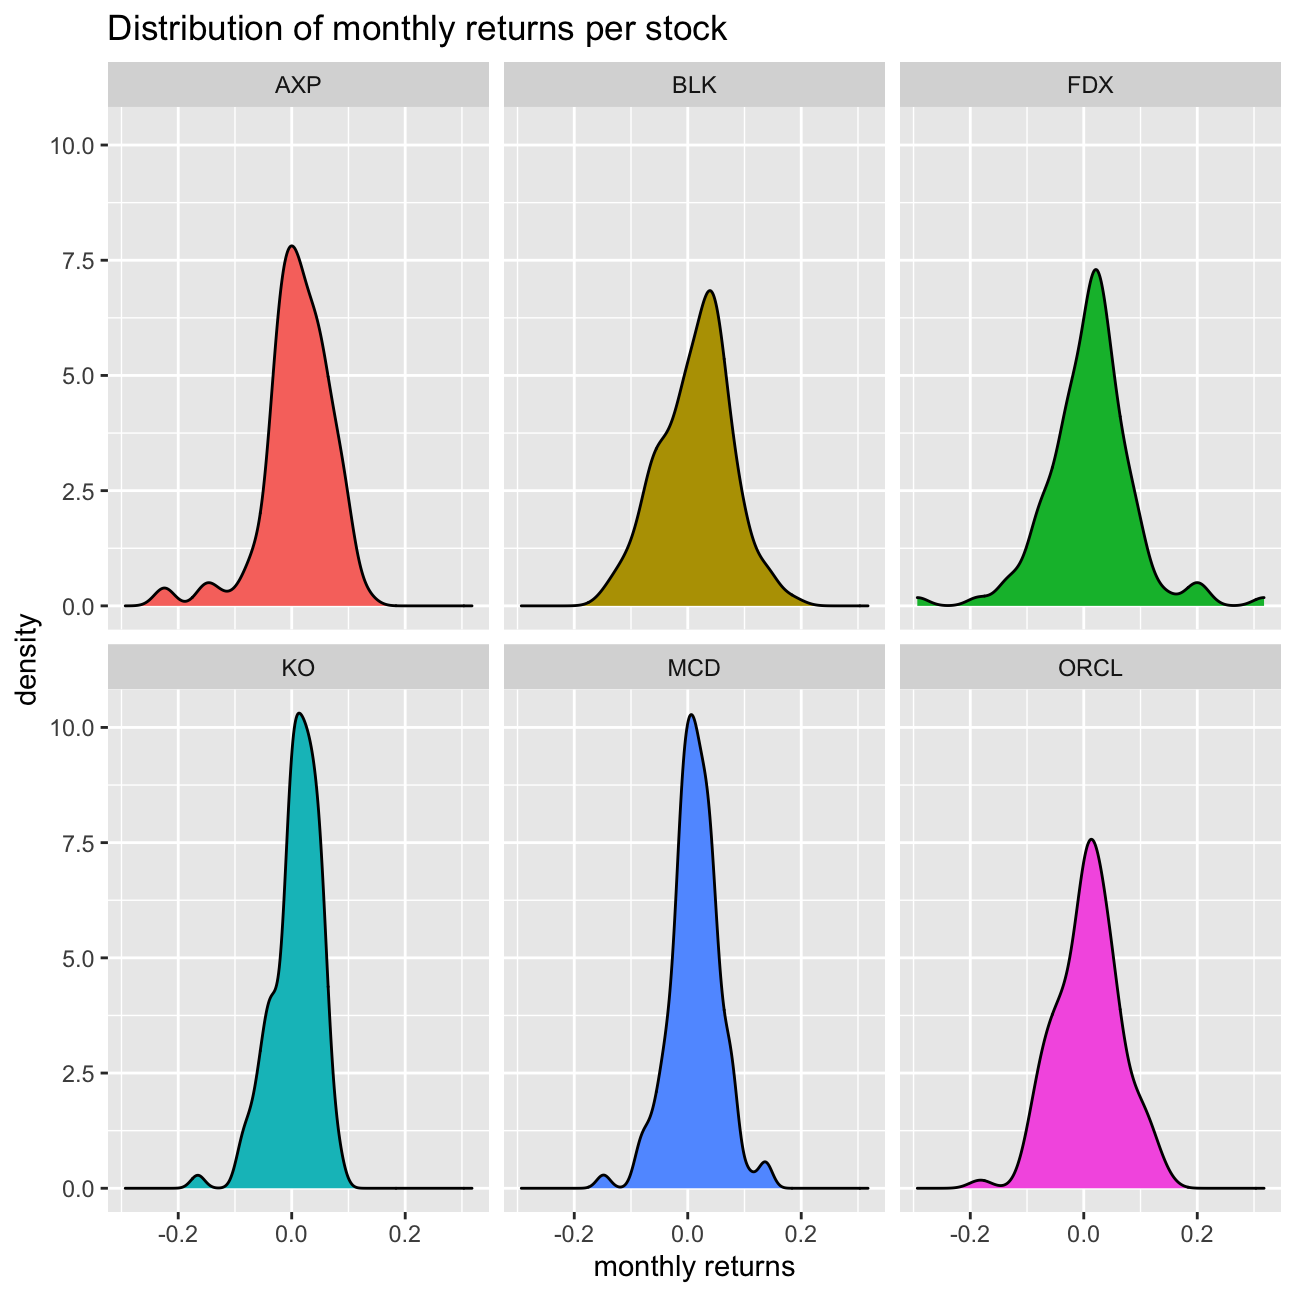 Distribution of monthly returns per stock
AXP BLK FDX
10.0
7.5
5.0
2.5
0.0
density
KO MCD ORCL
10.0
7.5
5.0
2.5
0.0
-0.2 0.0 0.2 -0.2 0.0 0.2 -0.2 0.0 0.2
monthly returns